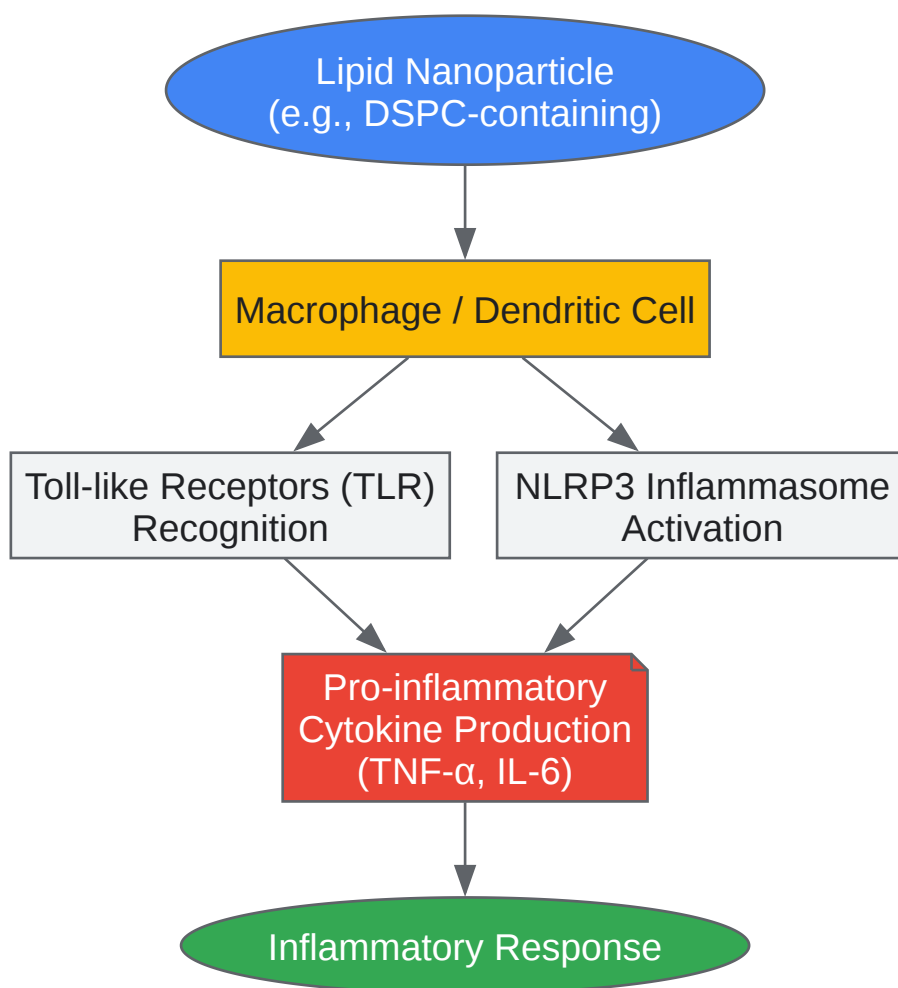 Lipid Nanoparticle
(e.g., DSPC-containing)
Macrophage / Dendritic Cell
Toll-like Receptors (TLR)
Recognition
NLRP3 Inflammasome
Activation
Pro-inflammatory
Cytokine Production
(TNF-α, IL-6)
Inflammatory Response